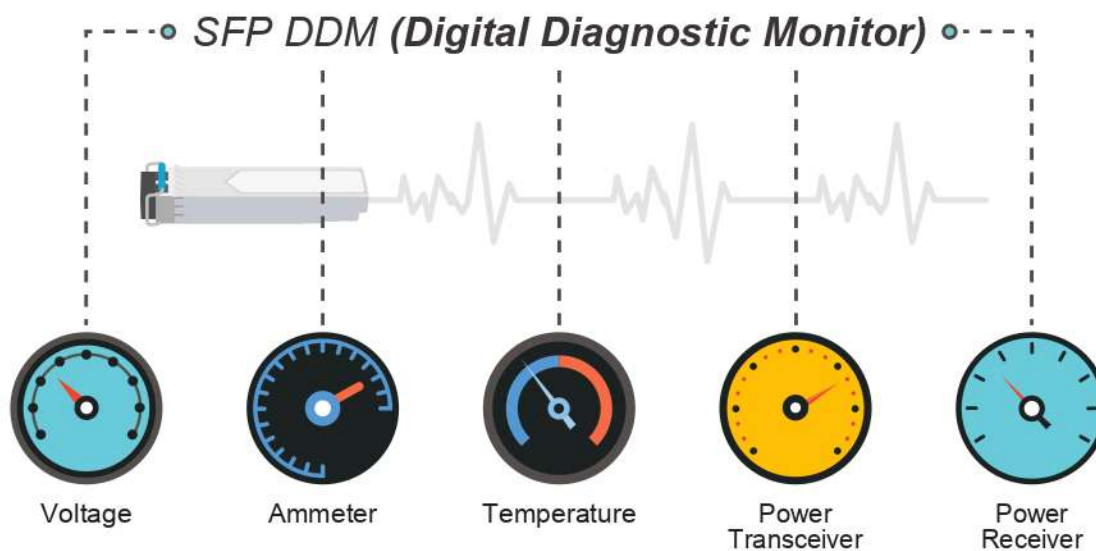 SFP DDM (Digital Diagnostic Monitor)
Voltage
Ammeter
Temperature
Power
Transceiver
Power
Receiver